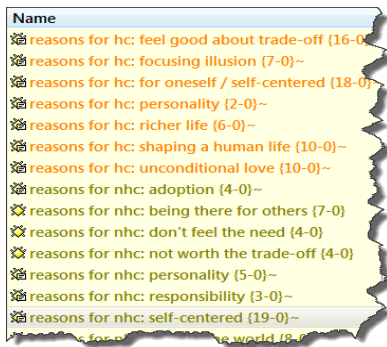 Name
reasons for hc: feel good about trade-off {16-0}
reasons for hc: focusing illusion {7-0}~
reasons for hc: for oneself / self-centered {18-0}
reasons for hc: personality {2-0}~
reasons for hc: richer life {6-0}~
reasons for hc: shaping a human life {10-0}~
reasons for hc: unconditional love {10-0}~
reasons for nhc: adoption {4-0}~
reasons for nhc: being there for others {7-0}
reasons for nhc: don't feel the need {4-0}
reasons for nhc: not worth the trade-off {4-0}
reasons for nhc: personality {5-0}~
reasons for nhc: responsibility {3-0}~
reasons for nhc: self-centered {19-0}~
the world {8-0